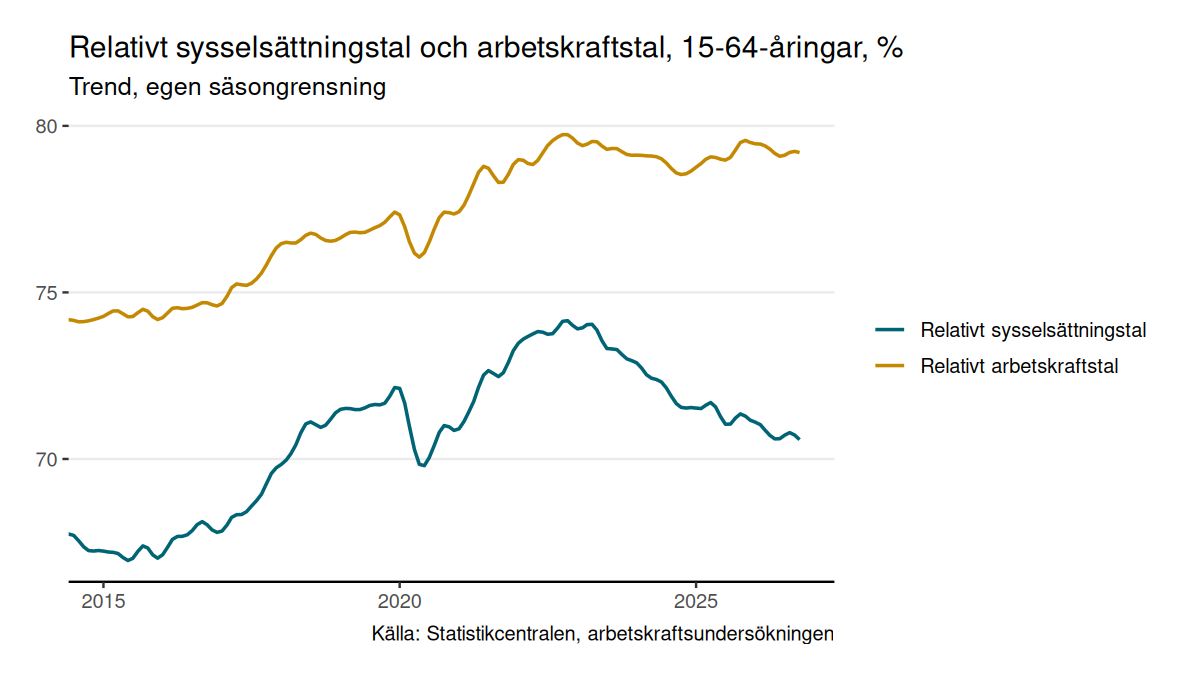 Relativt sysselsättningstal och arbetskraftstal, 15-64-åringar, %
Trend, egen säsongrensning
80
75
70
2015
2020
2025
Relativt sysselsättningstal
Relativt arbetskraftstal
Källa: Statistikcentralen, arbetskraftsundersökningen